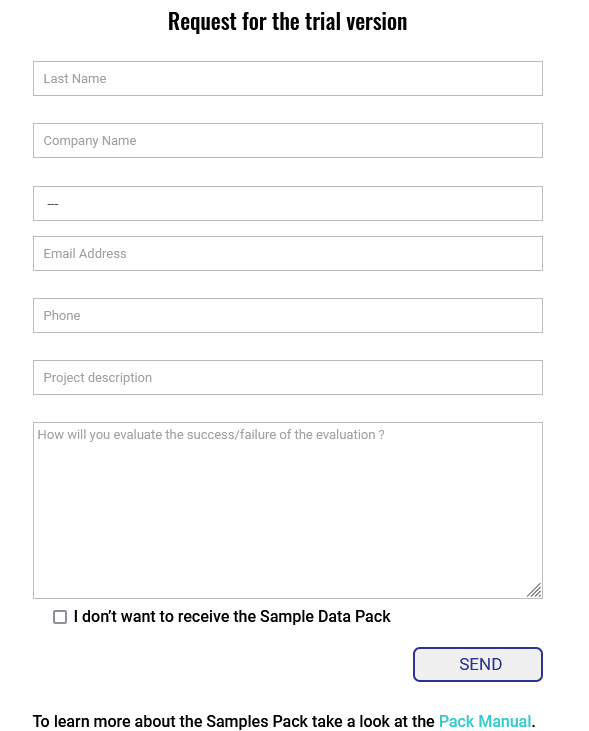 Request for the trial version
Last Name
Company Name
---
Email Address
Phone
Project description
How will you evaluate the success/failure of the evaluation ?
I don't want to receive the Sample Data Pack
SEND
To learn more about the Samples Pack take a look at the Pack Manual.